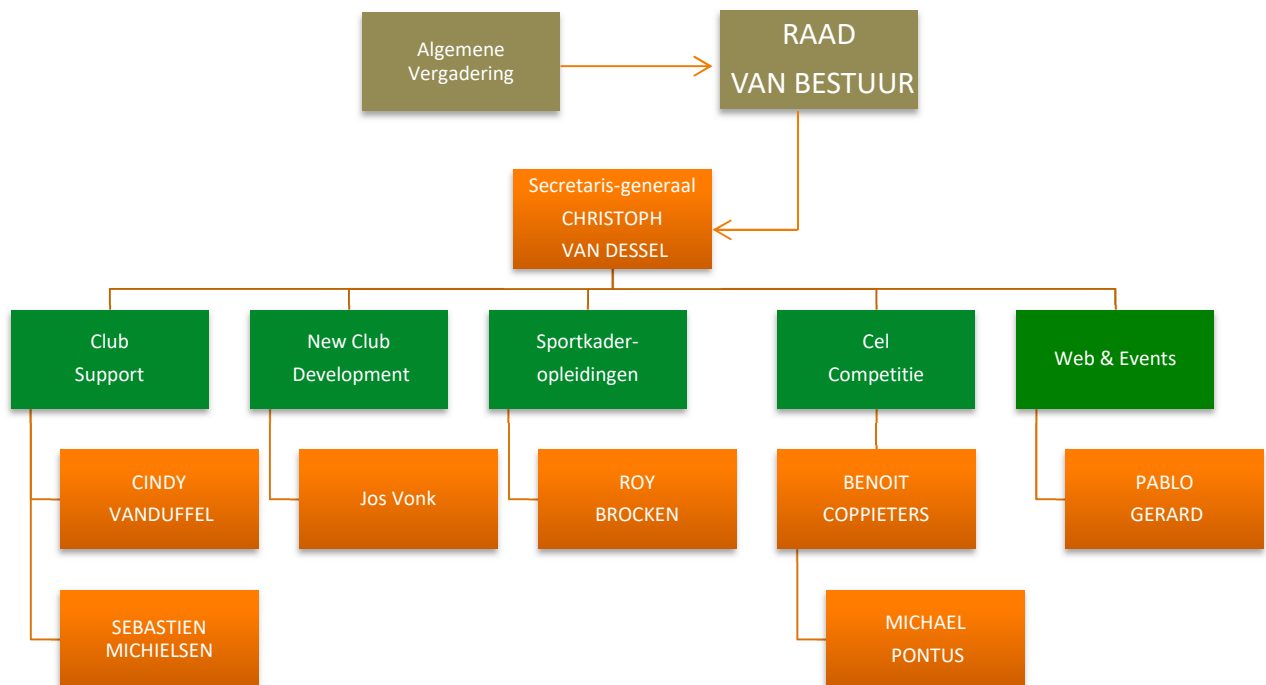 Algemene
Vergadering
RAAD
VAN BESTUUR
Secretaris-generaal
CHRISTOPH
VAN DESSEL
Club
Support
New Club
Development
Sportkader-
opleidingen
Cel
Competitie
Web & Events
CINDY
VANDUFFEL
Jos Vonk
ROY
BROCKEN
BENOIT
COPPIETERS
PABLO
GERARD
SEBASTIEN
MICHIELSEN
MICHAEL
PONTUS